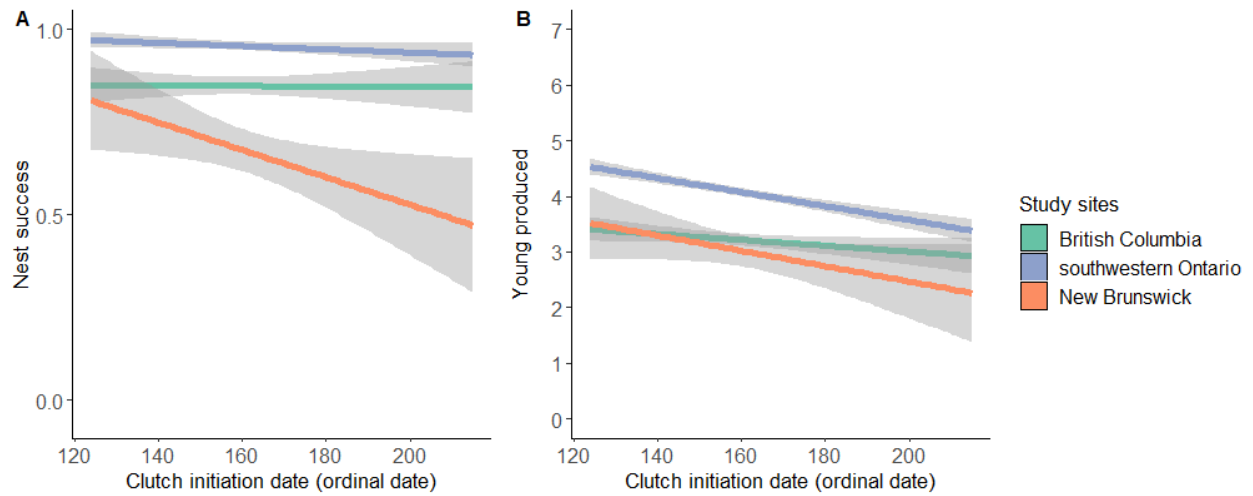 A
1.0
0.5
0.0
Nest success
120 140 160 180 200
Clutch initiation date (ordinal date)
B
7
6
5
4
3
2
1
0
Young produced
120 140 160 180 200
Clutch initiation date (ordinal date)
Study sites
British Columbia
southwestern Ontario
New Brunswick